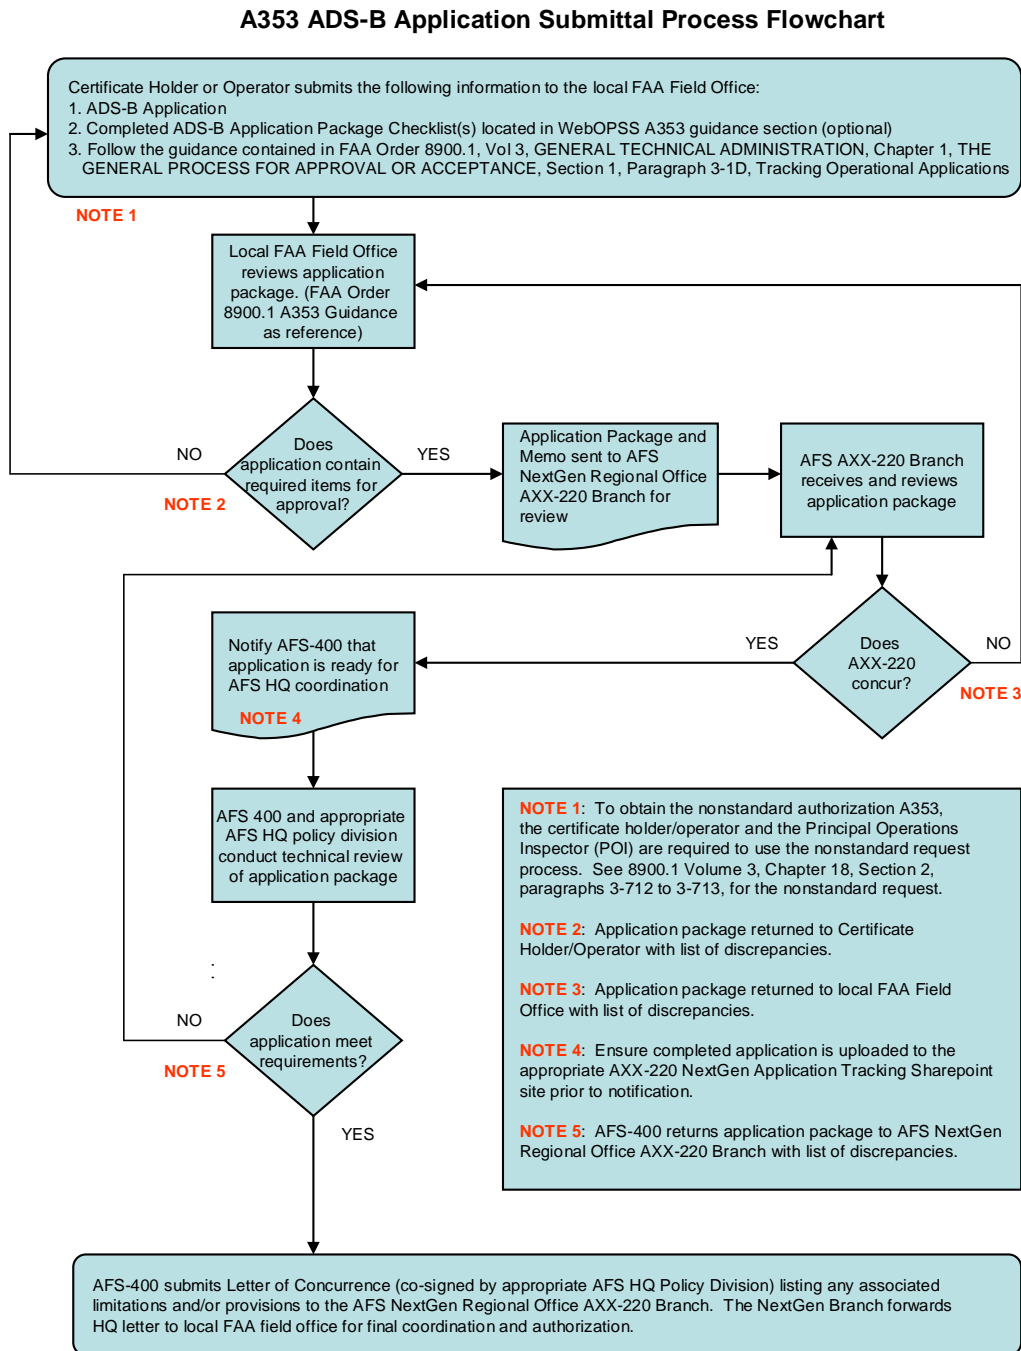 A353 ADS-B Application Submittal Process Flowchart
Certificate Holder or Operator submits the following information to the local FAA Field Office:
1. ADS-B Application
2. Completed ADS-B Application Package Checklist(s) located in WebOPSS A353 guidance section (optional)
3. Follow the guidance contained in FAA Order 8900.1, Vol 3, GENERAL TECHNICAL ADMINISTRATION, Chapter 1, THE
GENERAL PROCESS FOR APPROVAL OR ACCEPTANCE, Section 1, Paragraph 3-1D, Tracking Operational Applications
NOTE 1
Local FAA Field Office
reviews application
package. (FAA Order
8900.1 A353 Guidance
as reference)
Does
application contain
required items for
approval?
NO
YES
NOTE 2
Application Package and
Memo sent to AFS
NextGen Regional Office
AXX-220 Branch for
review
AFS AXX-220 Branch
receives and reviews
application package
Does
AXX-220
concur?
YES
NO
NOTE 3
Notify AFS-400 that
application is ready for
AFS HQ coordination
NOTE 4
AFS 400 and appropriate
AFS HQ policy division
conduct technical review
of application package
:
Does
application meet
requirements?
NO
NOTE 5
YES
NOTE 1: To obtain the nonstandard authorization A353,
the certificate holder/operator and the Principal Operations
Inspector (POI) are required to use the nonstandard request
process. See 8900.1 Volume 3, Chapter 18, Section 2,
paragraphs 3-712 to 3-713, for the nonstandard request.
NOTE 2: Application package returned to Certificate
Holder/Operator with list of discrepancies.
NOTE 3: Application package returned to local FAA Field
Office with list of discrepancies.
NOTE 4: Ensure completed application is uploaded to the
appropriate AXX-220 NextGen Application Tracking Sharepoint
site prior to notification.
NOTE 5: AFS-400 returns application package to AFS NextGen
Regional Office AXX-220 Branch with list of discrepancies.
AFS-400 submits Letter of Concurrence (co-signed by appropriate AFS HQ Policy Division) listing any associated
limitations and/or provisions to the AFS NextGen Regional Office AXX-220 Branch. The NextGen Branch forwards
HQ letter to local FAA field office for final coordination and authorization.